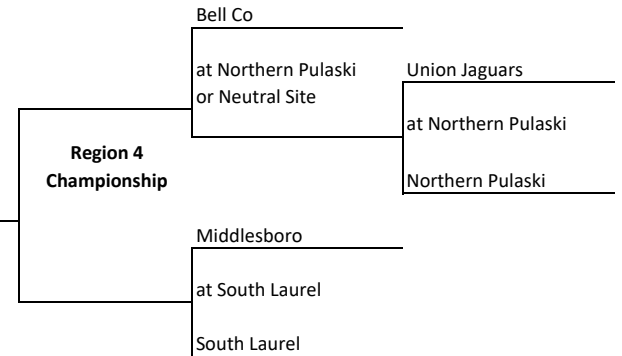 Bell Co
at Northern Pulaski
or Neutral Site
Union Jaguars
at Northern Pulaski
Northern Pulaski
Region 4
Championship
Middlesboro
at South Laurel
South Laurel